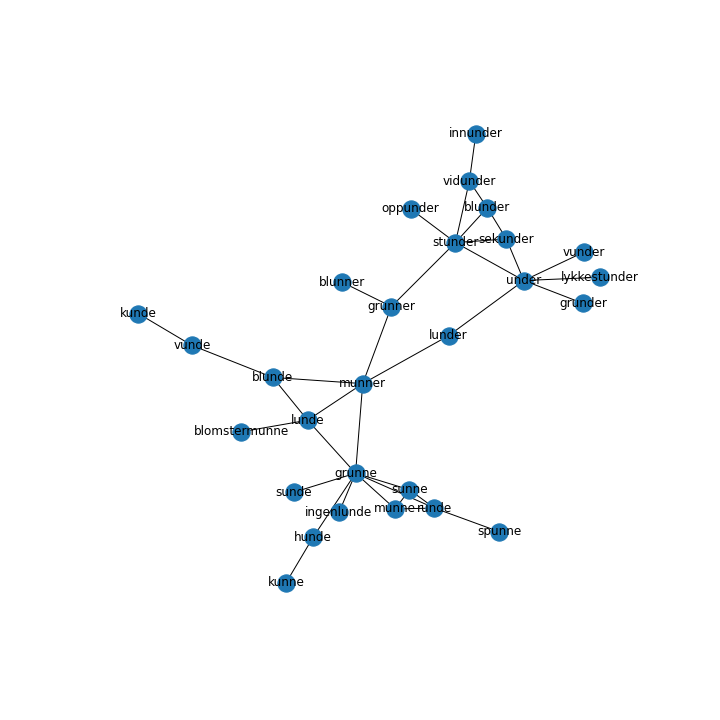 innunder
vidunder
oppunder
blunder
stunder
sekunder
vunder
blunner
under
lykkestunder
grunner
grunder
kunde
lunder
vunde
blunde
munner
lunde
blomstermunne
grunne
sunde
sunne
ingenlunde
munne
runde
spunne
hunde
kunne